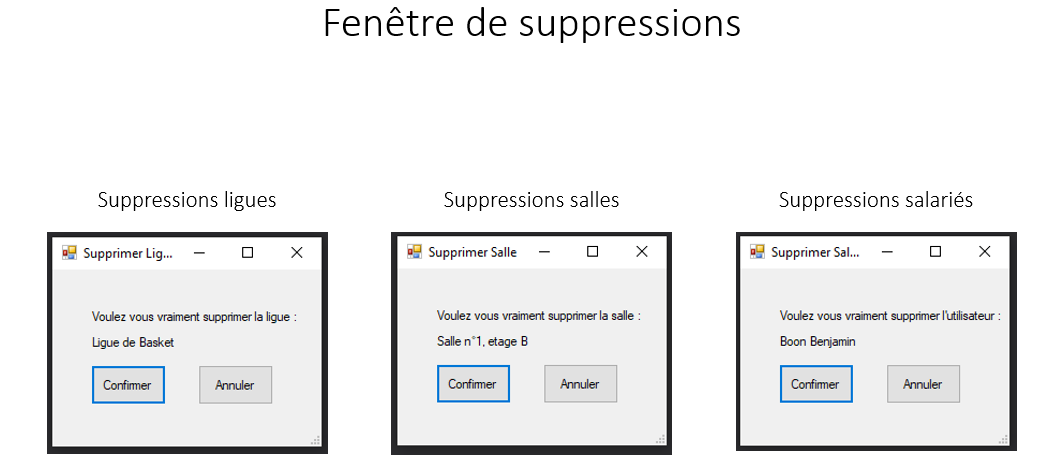 Fenêtre de suppressions
Suppressions ligues
Supprimer Lig...
Voulez vous vraiment supprimer la ligue :
Ligue de Basket
Confirmer
Annuler
Suppressions salles
Supprimer Salle
Voulez vous vraiment supprimer la salle :
Salle n°1, etage B
Confirmer
Annuler
Suppressions salariés
Supprimer Sal...
Voulez vous vraiment supprimer l'utilisateur :
Boon Benjamin
Confirmer
Annuler